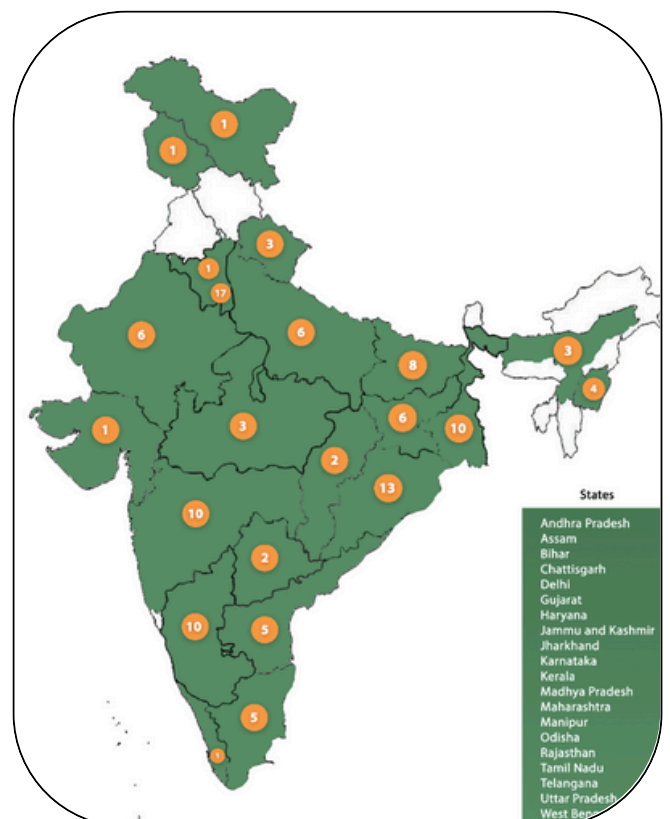 1
1
3
1
17
6
6
8
3
4
1
3
6
10
2
13
10
2
10
5
5
1
States
Andhra Pradesh
Assam
Bihar
Chattisgarh
Delhi
Gujarat
Haryana
Jammu and Kashmir
Jharkhand
Karnataka
Kerala
Madhya Pradesh
Maharashtra
Manipur
Odisha
Rajasthan
Tamil Nadu
Telangana
Uttar Pradesh
West